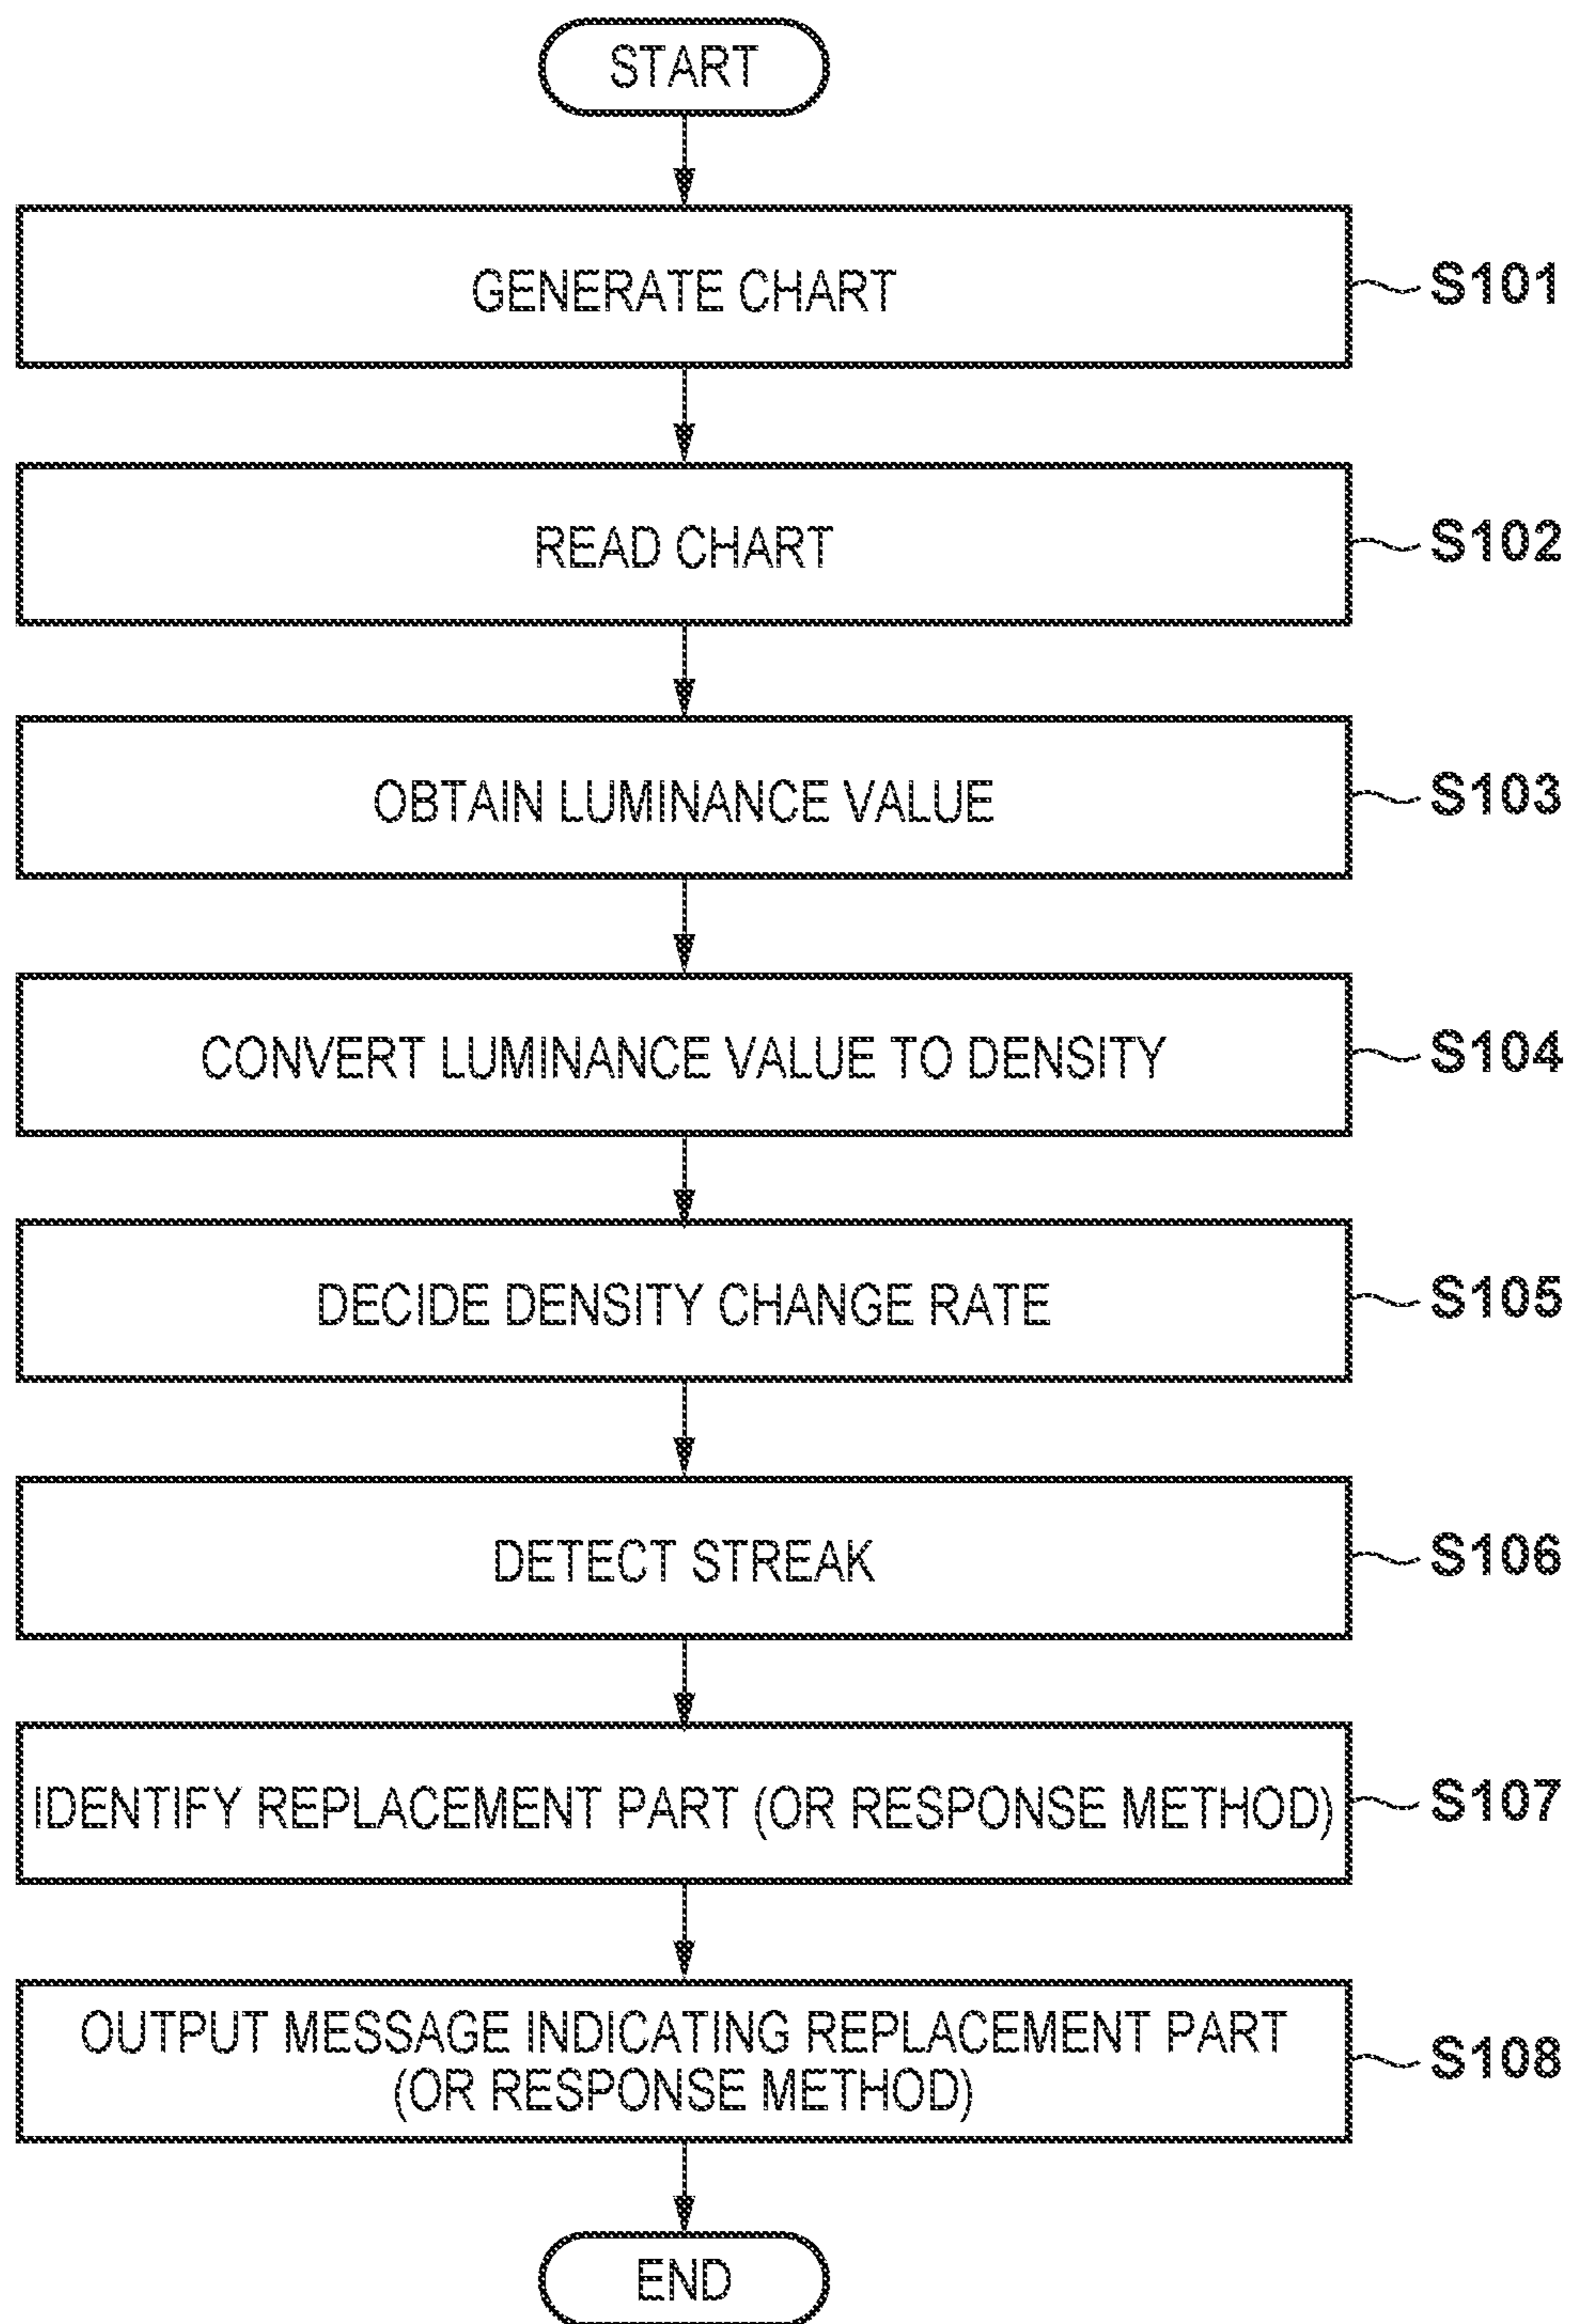 START
GENERATE CHART
S101
READ CHART
S102
OBTAIN LUMINANCE VALUE
S103
CONVERT LUMINANCE VALUE TO DENSITY
S104
DECIDE DENSITY CHANGE RATE
S105
DETECT STREAK
S106
IDENTIFY REPLACEMENT PART (OR RESPONSE METHOD)
S107
OUTPUT MESSAGE INDICATING REPLACEMENT PART
(OR RESPONSE METHOD)
S108
END